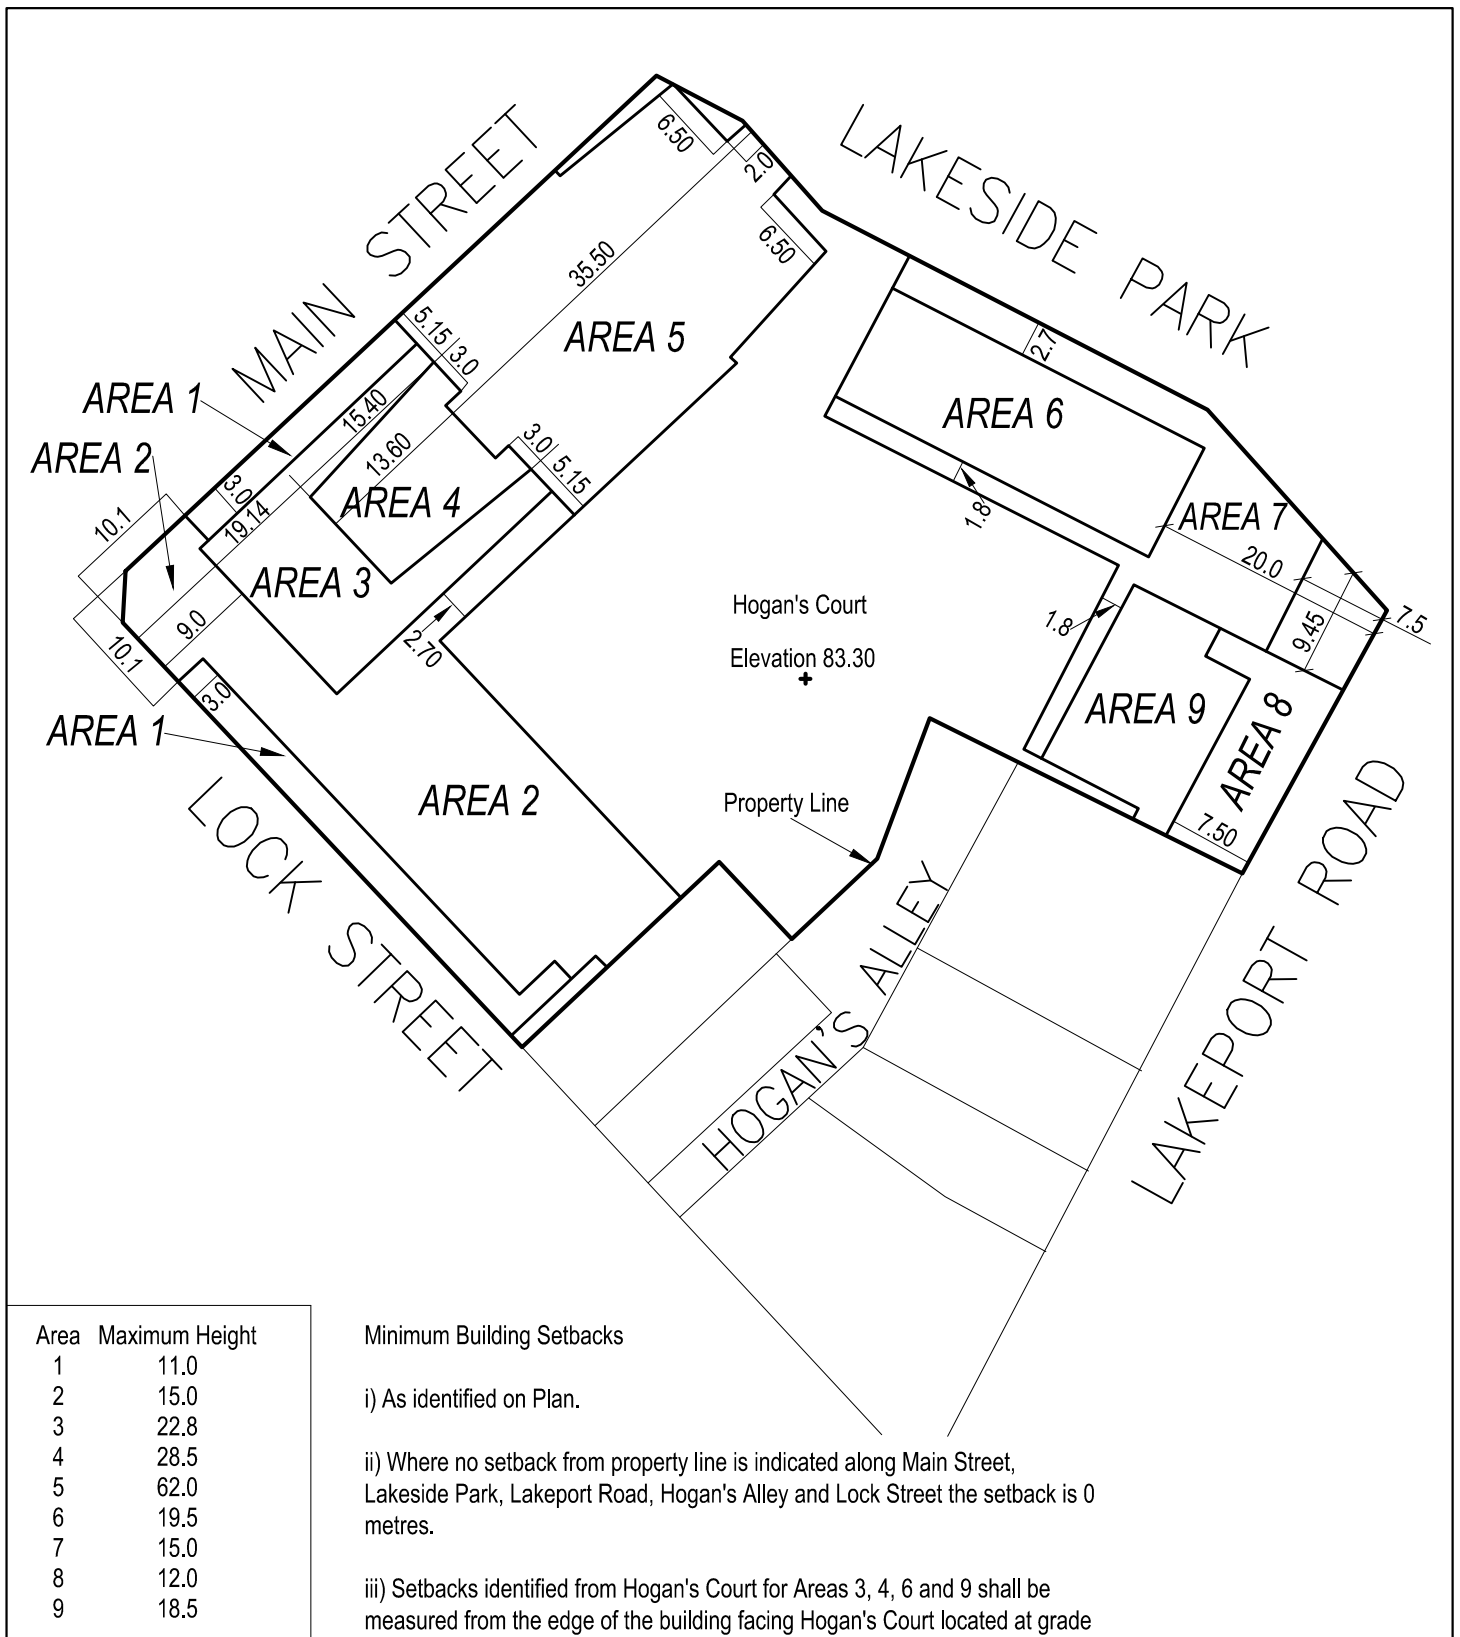 MAIN STREET
LAKESIDE PARK
6.50
2.0
6.50
35.50
5.15
3.0
AREA 5
2.7
AREA 1
15.40
AREA 6
AREA 2
13.60
3.0
5.15
3.0
AREA 4
10.1
19.14
1.8
AREA 7
20.0
AREA 3
Hogan's Court
9.0
2.70
1.8
9.45
7.5
10.1
Elevation 83.30
3.0
AREA 9
AREA 8
AREA 1
AREA 2
Property Line
7.50
LOCK STREET
HOGAN'S ALLEY
LAKEPORT ROAD
Area Maximum Height
1 11.0
2 15.0
3 22.8
4 28.5
5 62.0
6 19.5
7 15.0
8 12.0
9 18.5
Minimum Building Setbacks
i) As identified on Plan.
ii) Where no setback from property line is indicated along Main Street,
Lakeside Park, Lakeport Road, Hogan's Alley and Lock Street the setback is 0
metres.
iii) Setbacks identified from Hogan's Court for Areas 3, 4, 6 and 9 shall be
measured from the edge of the building facing Hogan's Court located at grade